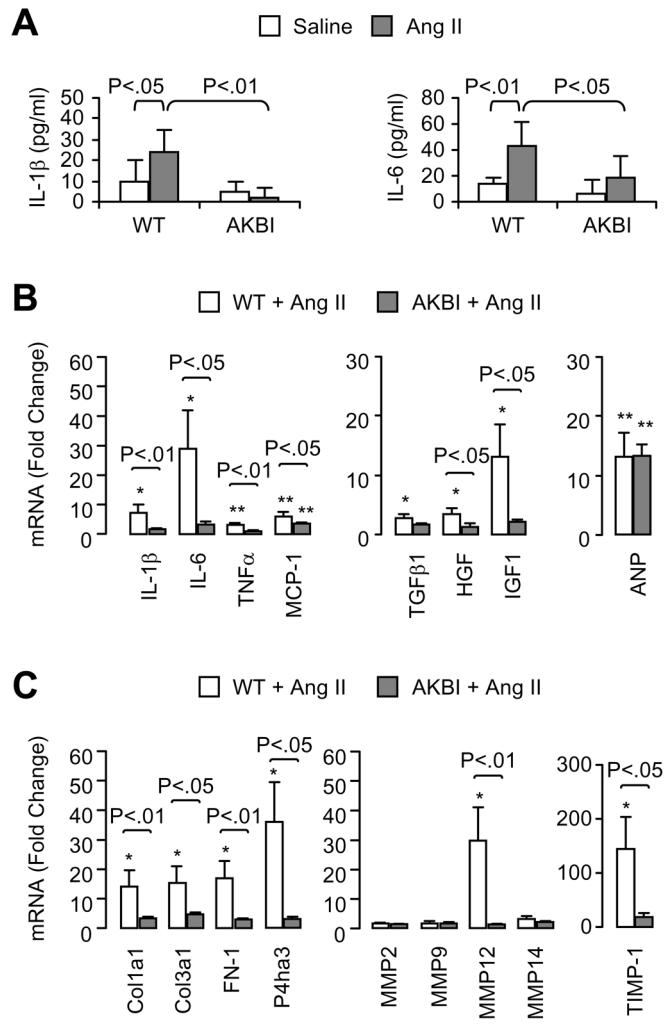 A
Saline Ang II
P<.05 P<.01
IL-1β (pg/ml)
50
40
30
20
10
0
WT AKBI
P<.01 P<.05
IL-6 (pg/ml)
80
60
40
20
0
WT AKBI
B
WT + Ang II AKBI + Ang II
mRNA (Fold Change)
60
50
40
30
20
10
0
P<.01
*
P<.05
*
P<.01
**
P<.05
** **
IL-1β
IL-6
TNFα
MCP-1
30
20
10
0
*
P<.05
*
P<.05
*
TGFβ1
HGF
IGF1
30
20
10
0
** **
ANP
C
WT + Ang II AKBI + Ang II
mRNA (Fold Change)
60
50
40
30
20
10
0
P<.01
*
P<.05
*
P<.01
*
P<.05
*
Col1a1
Col3a1
FN-1
P4ha3
60
50
40
30
20
10
0
P<.01
*
MMP2
MMP9
MMP12
MMP14
300
200
100
0
P<.05
*
TIMP-1